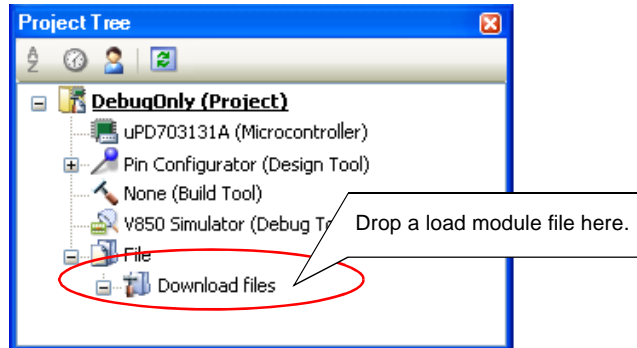 Project Tree
DebugOnly (Project)
uPD703131A (Microcontroller)
Pin Configurator (Design Tool)
None (Build Tool)
V850 Simulator (Debug To
Drop a load module file here.
File
Download files